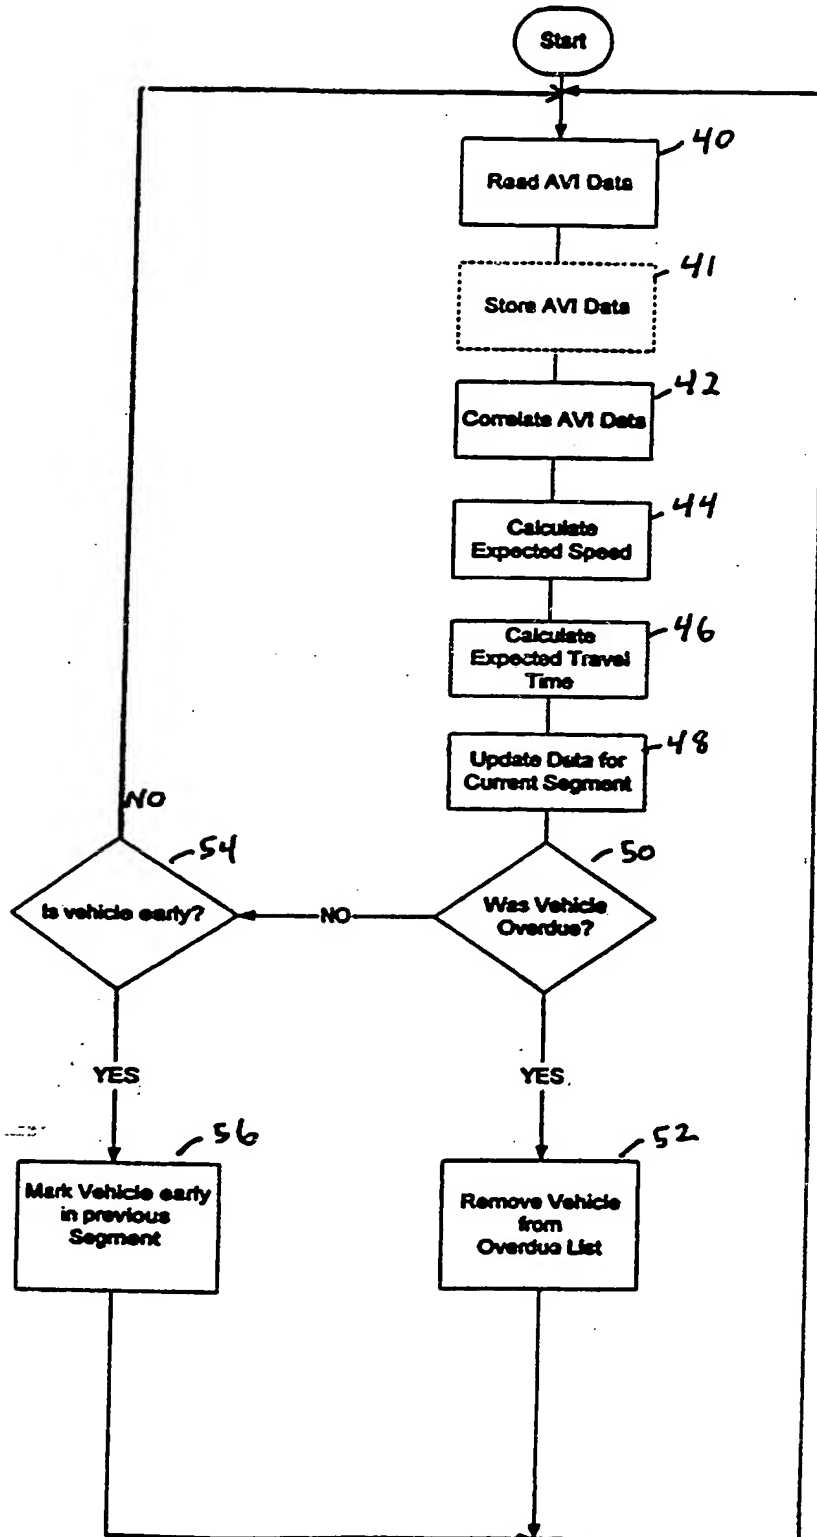 Start
40
Read AVI Data
41
Store AVI Data
42
Correlate AVI Data
44
Calculate
Expected Speed
46
Calculate
Expected Travel
Time
48
Update Data for
Current Segment
NO
54
Is vehicle early?
NO
50
Was Vehicle
Overdue?
YES
YES
56
Mark Vehicle early
in previous
Segment
52
Remove Vehicle
from
Overdue List